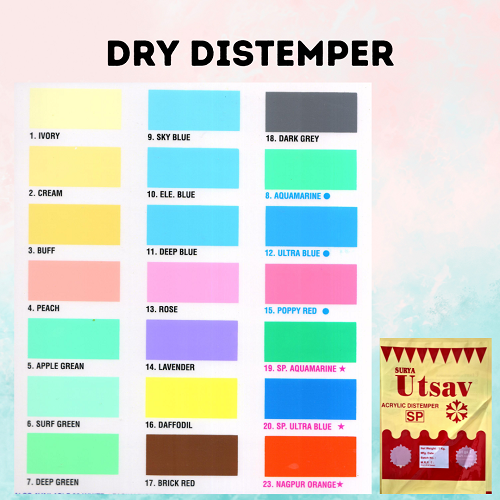 DRY DISTEMPER
1. IVORY
2. CREAM
3. BUFF
4. PEACH
5. APPLE GREAN
6. SURF GREEN
7. DEEP GREEN
9. SKY BLUE
10. ELE. BLUE
11. DEEP BLUE
13. ROSE
14. LAVENDER
16. DAFFODIL
17. BRICK RED
18. DARK GREY
8. AQUAMARINE
12. ULTRA BLUE
15. POPPY RED
19. SP. AQUAMARINE ★
20. SP. ULTRA BLUE ★
23. NAGPUR ORANGE★
SURYA
Utsav
ACRYLIC DISTEMPER
SP